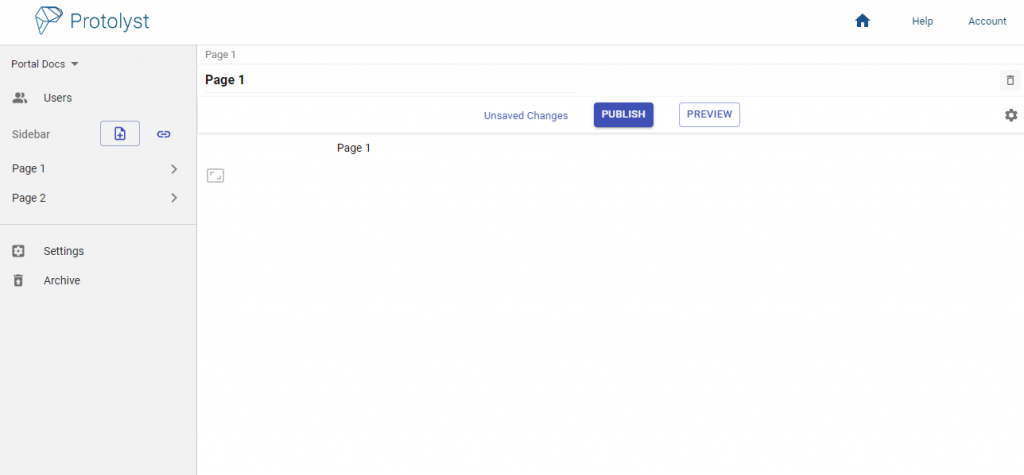 Protolyst
Help
Account
Portal Docs
Users
Sidebar
Page 1
Page 2
Settings
Archive
Page 1
Page 1
Unsaved Changes
PUBLISH
PREVIEW
Page 1